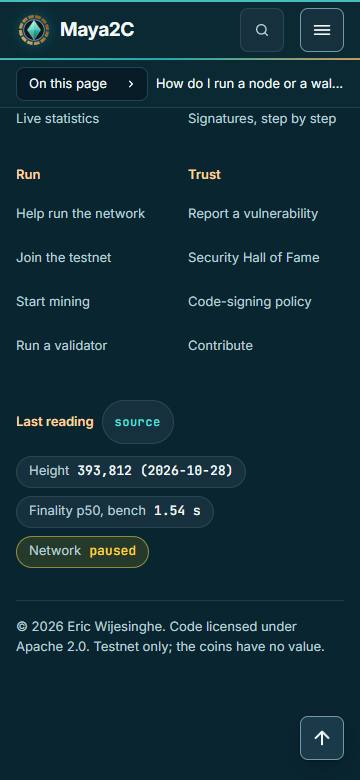 Maya2C
On this page
How do I run a node or a wal...
Live statistics
Signatures, step by step
Run
Trust
Help run the network
Report a vulnerability
Join the testnet
Security Hall of Fame
Start mining
Code-signing policy
Run a validator
Contribute
Last reading source
Height 393,812 (2026-10-28)
Finality p50, bench 1.54 s
Network paused
© 2026 Eric Wijesinghe. Code licensed under
Apache 2.0. Testnet only; the coins have no value.